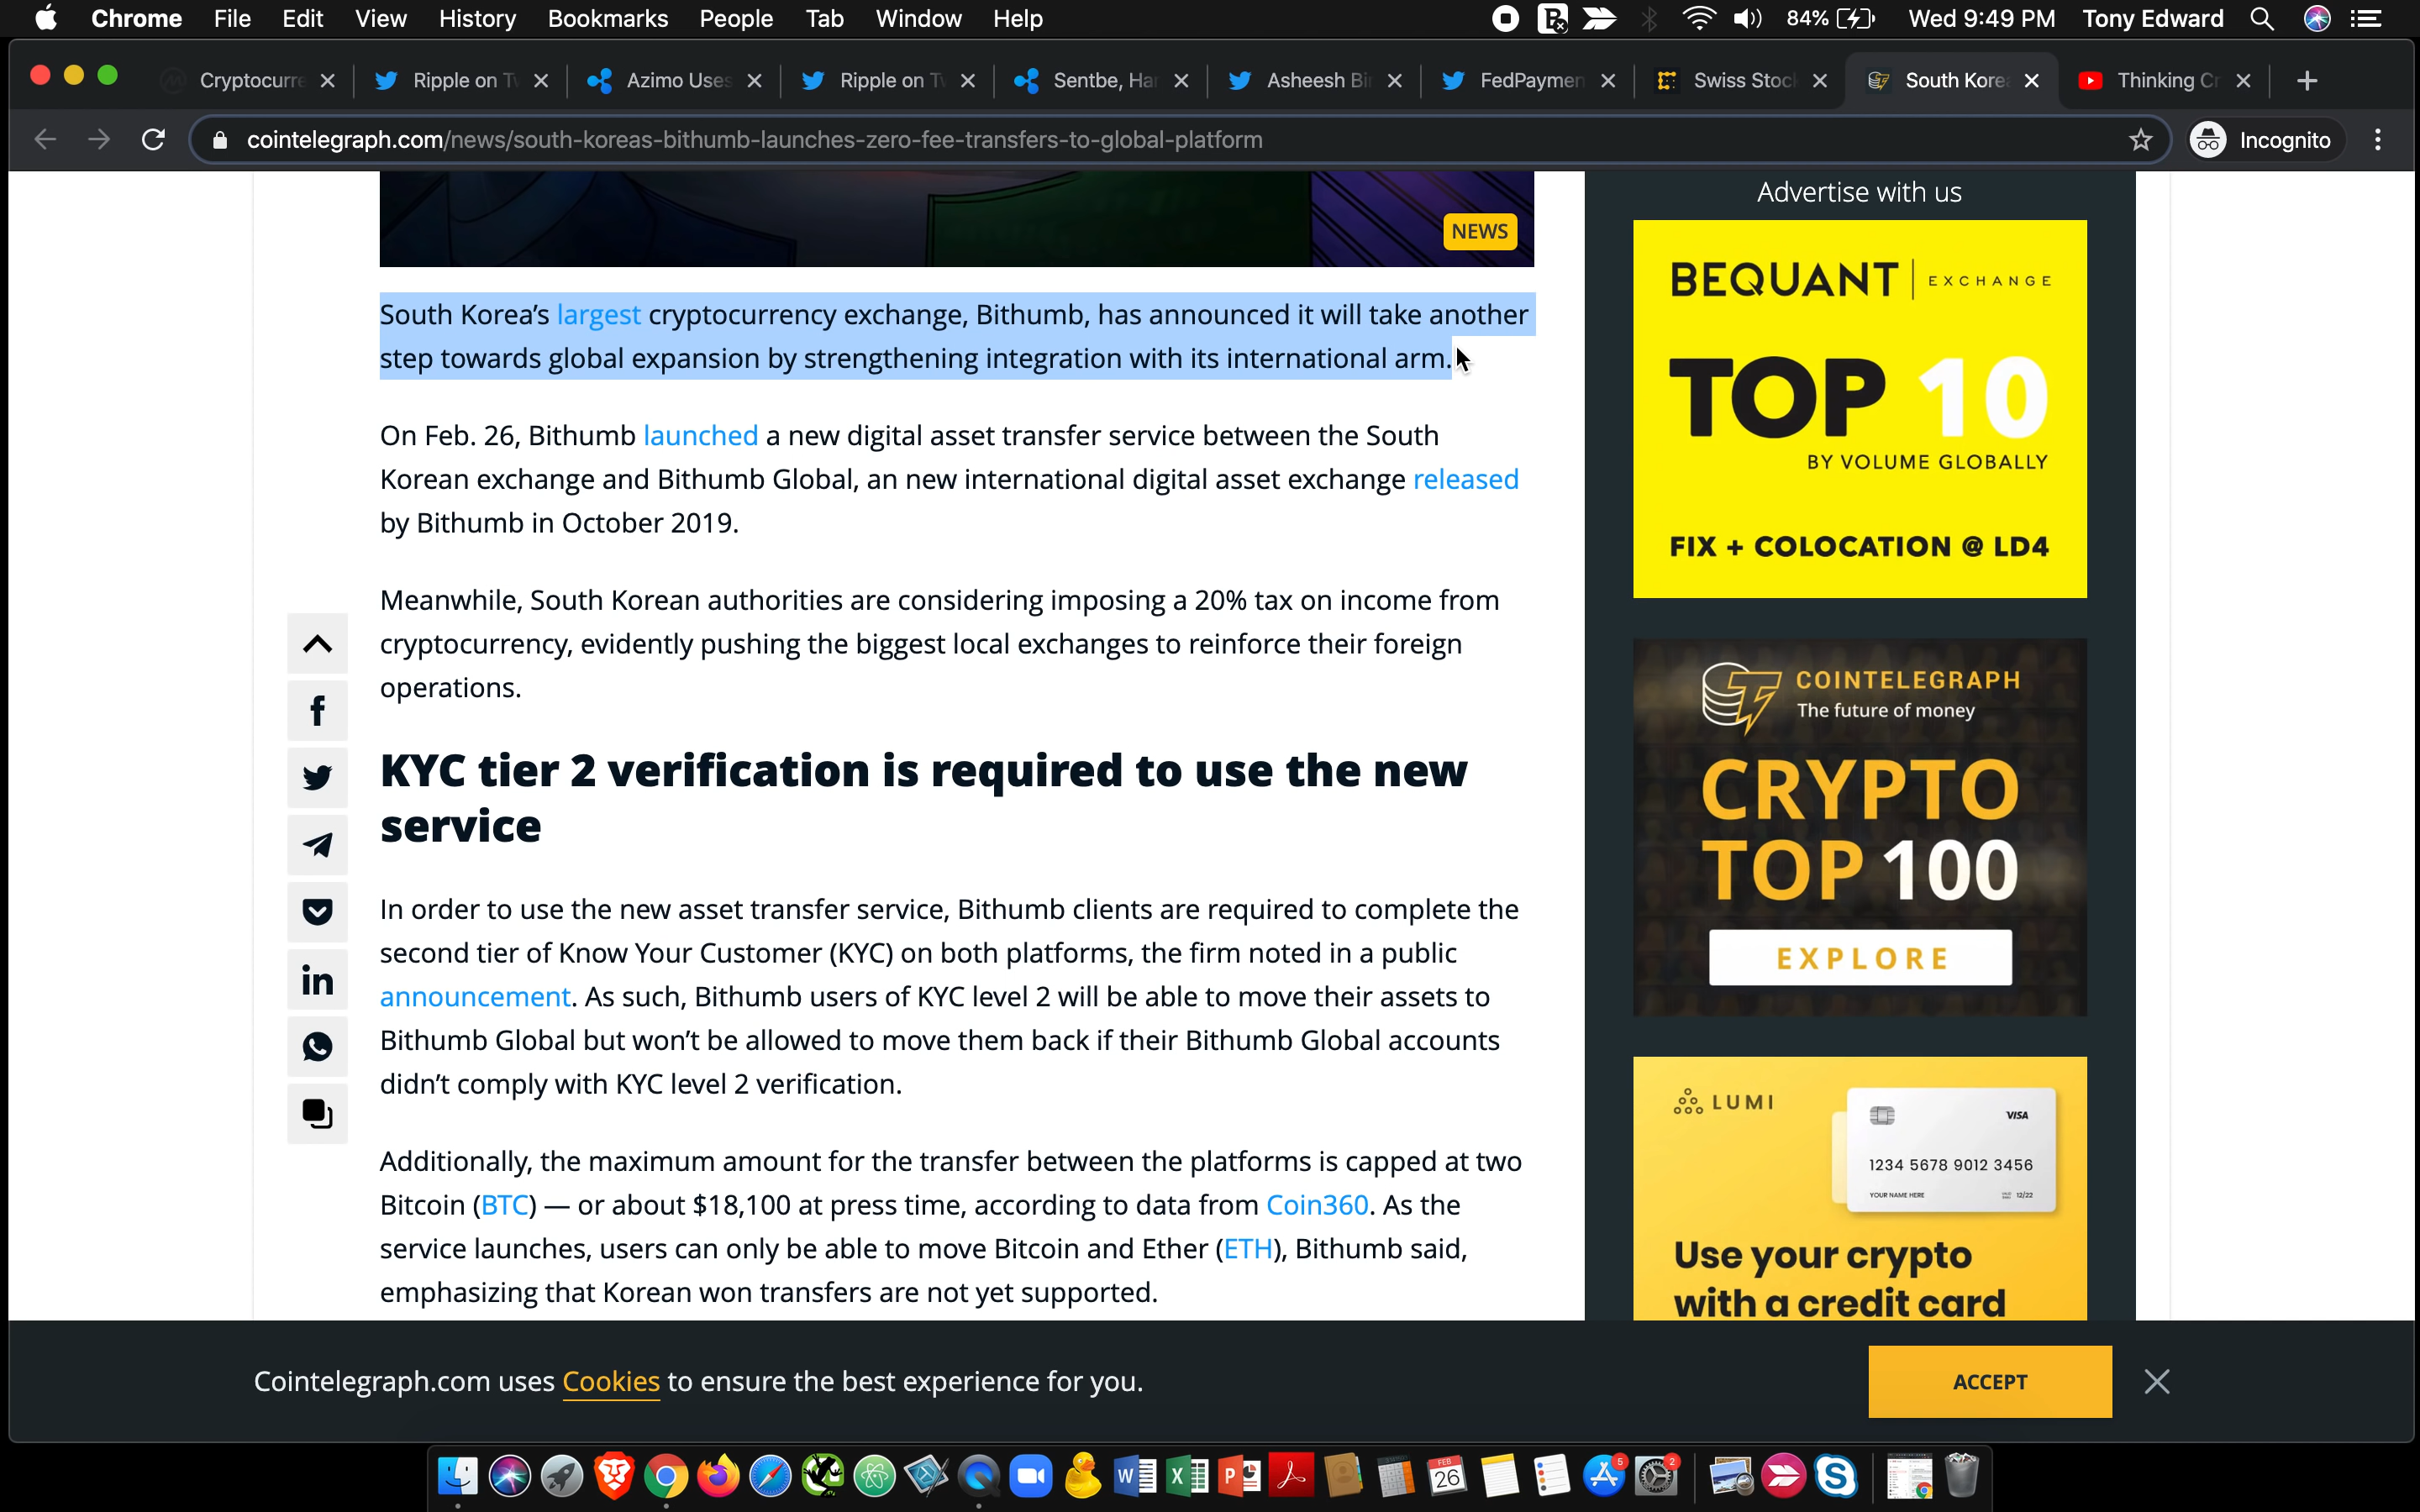 Chrome File Edit View History Bookmarks People Tab Window Help 84% Wed 9:49 PM Tony Edward
Cryptocurre Ripple on Tw Azimo Uses Ripple on Tw Sentbe, Har Asheesh Bi FedPaymen Swiss Stoc South Kore Thinking Cr
cointelegraph.com/news/south-koreas-bithumb-launches-zero-fee-transfers-to-global-platform Incognito
NEWS
South Korea's largest cryptocurrency exchange, Bithumb, has announced it will take another
step towards global expansion by strengthening integration with its international arm.
On Feb. 26, Bithumb launched a new digital asset transfer service between the South
Korean exchange and Bithumb Global, an new international digital asset exchange released
by Bithumb in October 2019.
Meanwhile, South Korean authorities are considering imposing a 20% tax on income from
cryptocurrency, evidently pushing the biggest local exchanges to reinforce their foreign
operations.
KYC tier 2 verification is required to use the new
service
In order to use the new asset transfer service, Bithumb clients are required to complete the
second tier of Know Your Customer (KYC) on both platforms, the firm noted in a public
announcement. As such, Bithumb users of KYC level 2 will be able to move their assets to
Bithumb Global but won't be allowed to move them back if their Bithumb Global accounts
didn't comply with KYC level 2 verification.
Additionally, the maximum amount for the transfer between the platforms is capped at two
Bitcoin (BTC) — or about $18,100 at press time, according to data from Coin360. As the
service launches, users can only be able to move Bitcoin and Ether (ETH), Bithumb said,
emphasizing that Korean won transfers are not yet supported.
Advertise with us
BEQUANT EXCHANGE
TOP 10
BY VOLUME GLOBALLY
FIX + COLOCATION @ LD4
COINTELEGRAPH
The future of money
CRYPTO
TOP 100
EXPLORE
LUMI
VISA
1234 5678 9012 3456
YOUR NAME HERE 12/22
Use your crypto
with a credit card
Cointelegraph.com uses Cookies to ensure the best experience for you.
ACCEPT
FEB
26
5
2